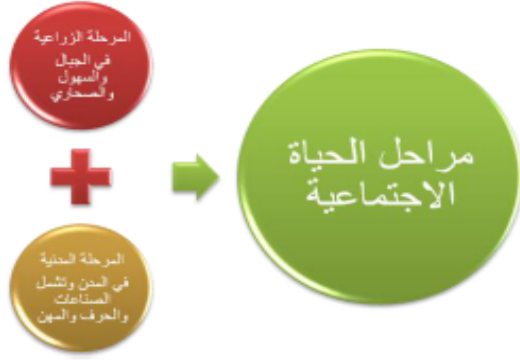 المرحلة الزراعية
في الجبال
والسهول
والصحاري
المرحلة المدنية
في المدن وتشمل
الصناعات
والحرف والمهن
مراحل الحياة
الاجتماعية